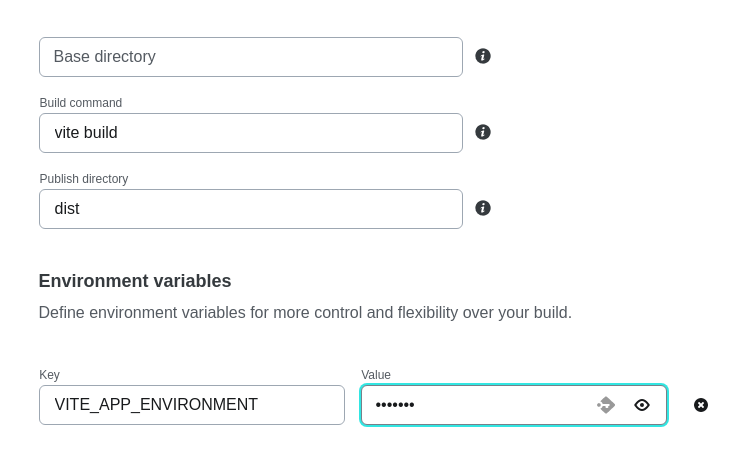 Base directory
Build command
vite build
Publish directory
dist
Environment variables
Define environment variables for more control and flexibility over your build.
Key
Value
VITE_APP_ENVIRONMENT
•••••••